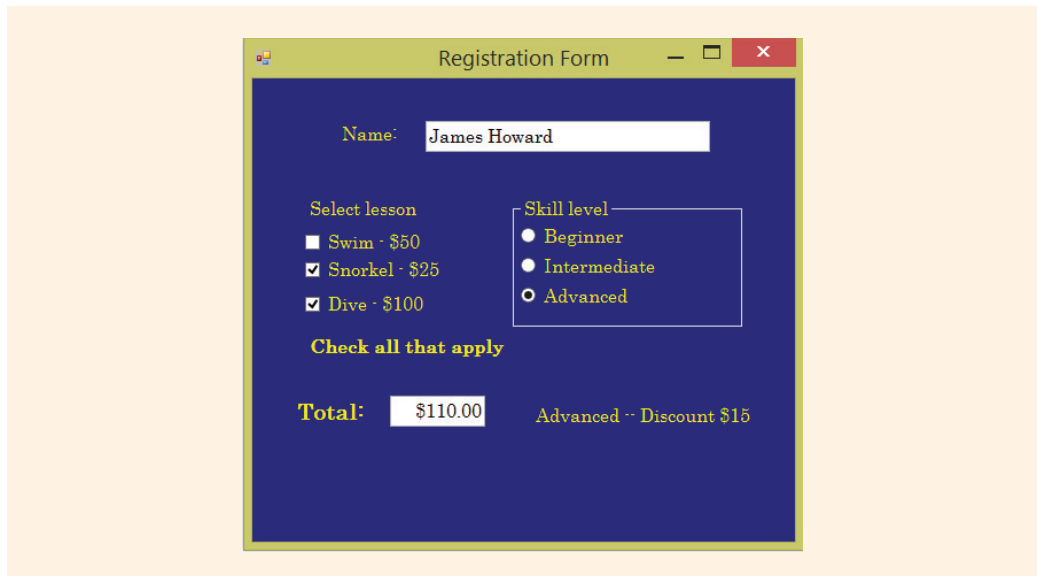 Registration Form
Name: James Howard
Select lesson
Swim - $50
Snorkel - $25
Dive - $100
Check all that apply
Skill level
Beginner
Intermediate
Advanced
Total: $110.00
Advanced -- Discount $15